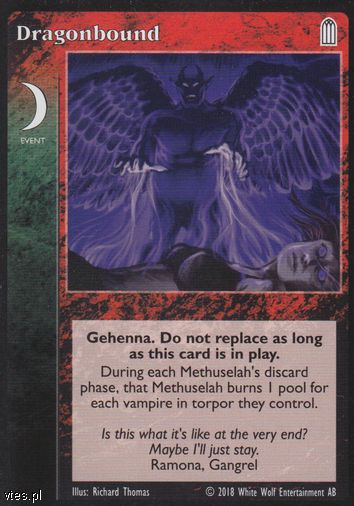 Dragonbound
EVENT
Gehenna. Do not replace as long
as this card is in play.
During each Methuselah's discard
phase, that Methuselah burns 1 pool for
each vampire in torpor they control.
Is this what it's like at the very end?
Maybe I'll just stay.
Ramona, Gangrel
Illus: Richard Thomas
© 2018 White Wolf Entertainment AB
vtes.pl